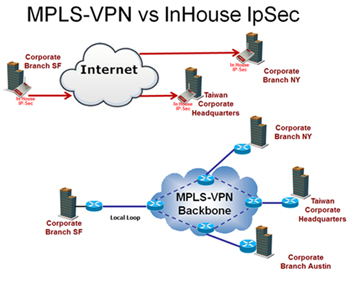 MPLS-VPN vs InHouse IpSec
Corporate
Branch SF
In House
IP Sec
Internet
In House
IP Sec
Corporate
Branch NY
In House
IP Sec
Taiwan
Corporate
Headquarters
Corporate
Branch NY
MPLS-VPN
Backbone
Taiwan
Corporate
Headquarters
Corporate
Branch SF
Local Loop
Corporate
Branch Austin